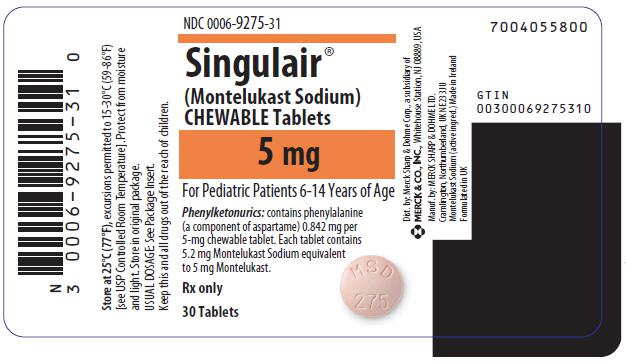 NDC 0006-9275-31
Singulair®
(Montelukast Sodium)
CHEWABLE Tablets
5 mg
For Pediatric Patients 6-14 Years of Age
Phenylketonurics: contains phenylalanine
(a component of aspartame) 0.842 mg per
5-mg chewable tablet. Each tablet contains
5.2 mg Montelukast Sodium equivalent
to 5 mg Montelukast.
Rx only
30 Tablets
MSD
275
N
3 0006-9275-31 0
Store at 25°C (77°F), excursions permitted to 15-30°C (59-86°F)
[see USP Controlled Room Temperature]. Protect from moisture
and light. Store in original package.
USUAL DOSAGE: See Package Insert.
Keep this and all drugs out of the reach of children.
Dist. by: Merck Sharp & Dohme Corp., a subsidiary of
MERCK & CO., INC., Whitehouse Station, NJ 08889, USA
Manuf. by: MERCK SHARP & DOHME LTD.
Cramlington, Northumberland, UK NE23 3JU
Montelukast Sodium (active ingred.) Made in Ireland
Formulated in UK
7004055800
GTIN
00300069275310